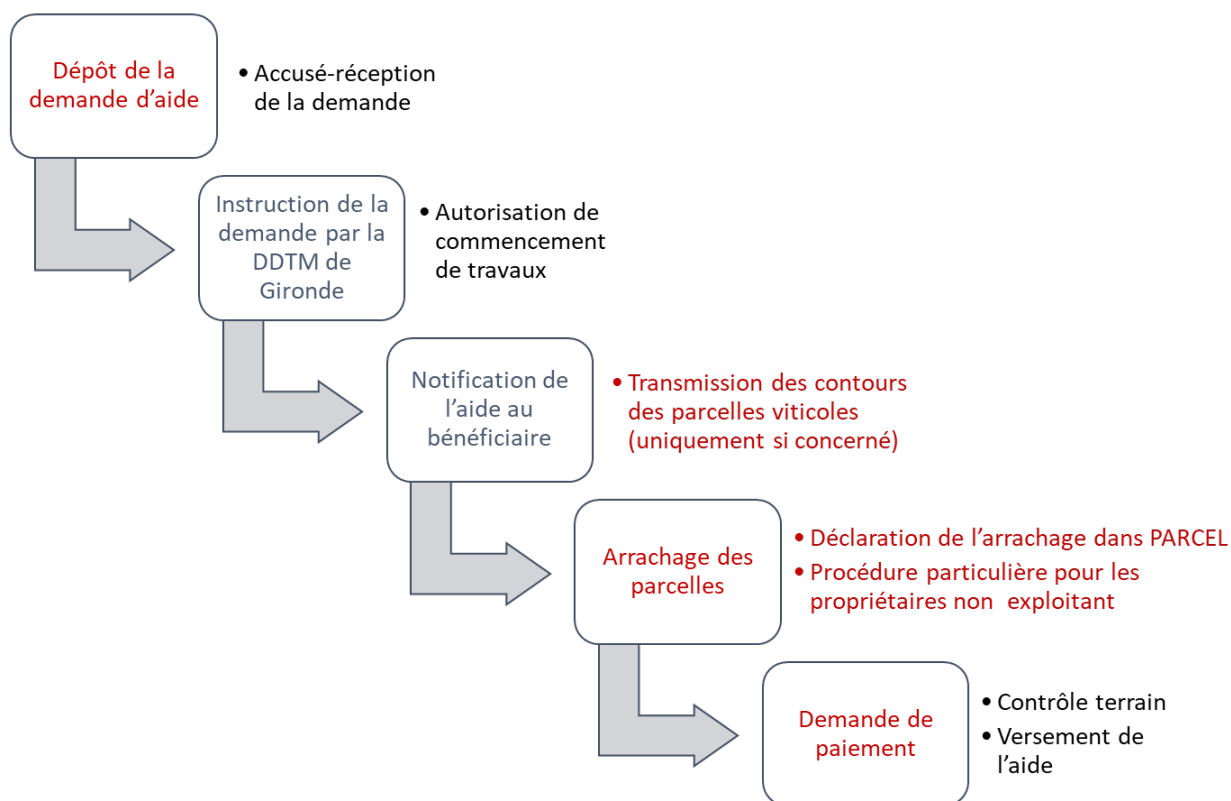 Dépôt de la
demande d'aide
• Accusé-réception
de la demande
Instruction de la
demande par la
DDTM de
Gironde
• Autorisation de
commencement
de travaux
Notification de
l'aide au
bénéficiaire
• Transmission des contours
des parcelles viticoles
(uniquement si concerné)
Arrachage des
parcelles
• Déclaration de l'arrachage dans PARCEL
• Procédure particulière pour les
propriétaires non exploitant
Demande de
paiement
• Contrôle terrain
• Versement de
l'aide